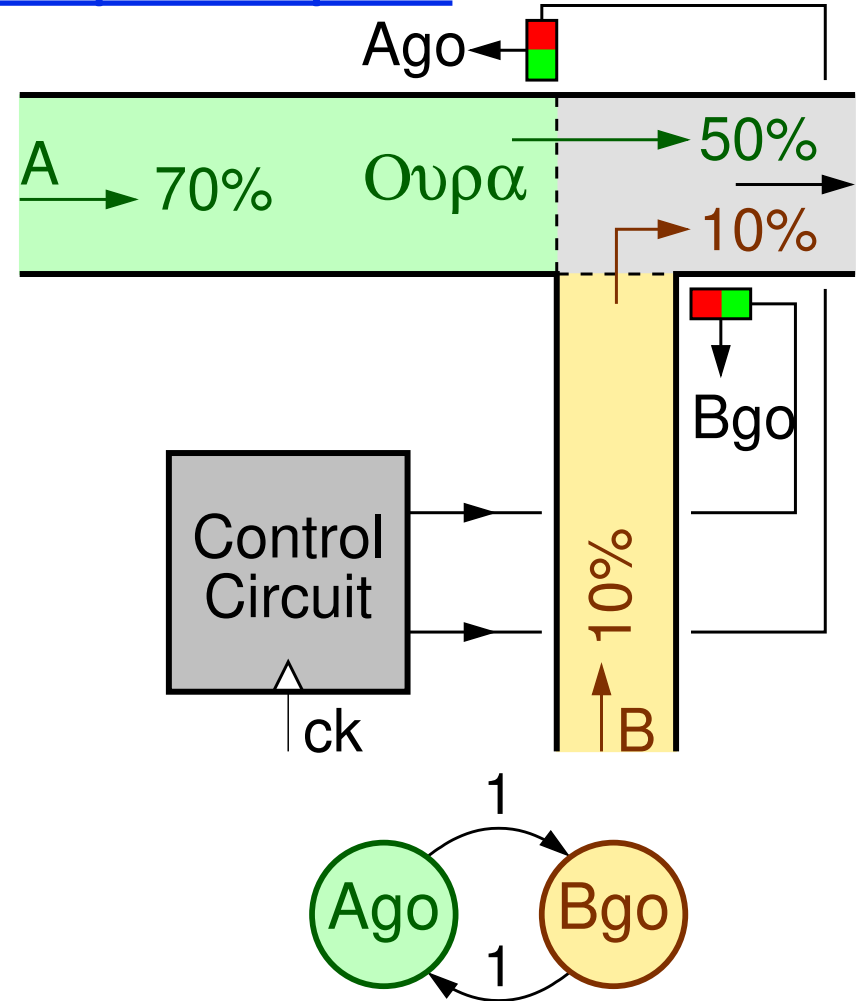 Ago
A
70%
Ουρα
50%
10%
Bgo
Control
Circuit
10%
ck
B
1
Ago
Bgo
1